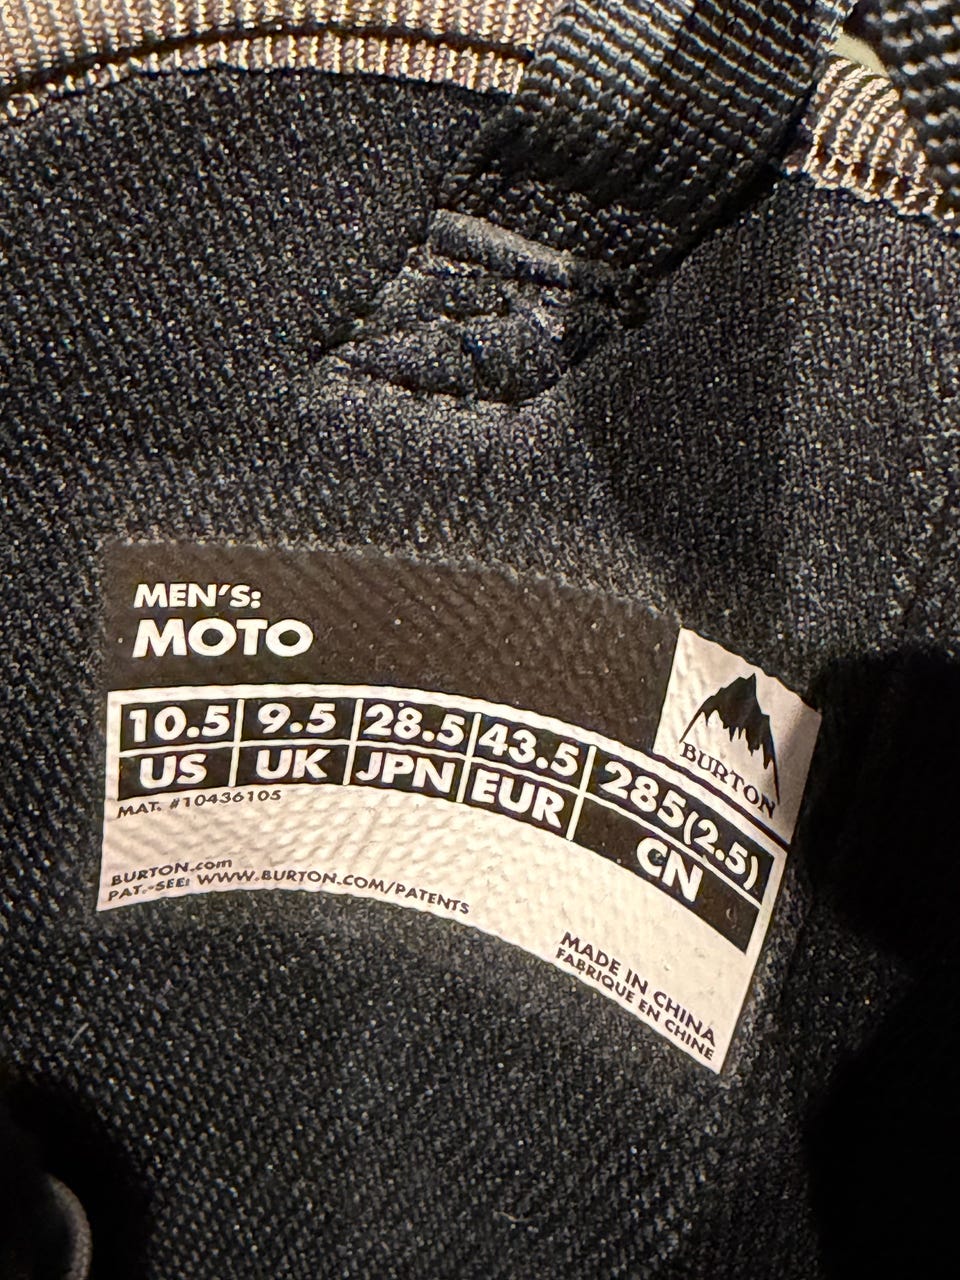 MEN'S:
MOTO
10.5 9.5 28.5 43.5 285(2.5)
US UK JPN EUR CN
MAT. #10436105
BURTON
BURTON.com
PAT.-SEE: WWW.BURTON.COM/PATENTS
MADE IN CHINA
FABRIQUE EN CHINE